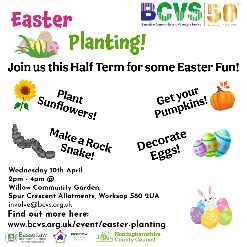 Easter
Planting!
BCVS 50
Join us this Half Term for some Easter Fun!
Plant
Sunflowers!
Get your
Pumpkins!
Make a Rock
Snake!
Decorate
Eggs!
Wednesday 10th April
2pm - 4pm @
Willow Community Garden,
Spur Crescent Allotments, Worksop S80 2UA
involve@bcvs.org.uk
Find out more here:
www.bcvs.org.uk/event/easter-planting
Bassetlaw
Nottinghamshire
County Council